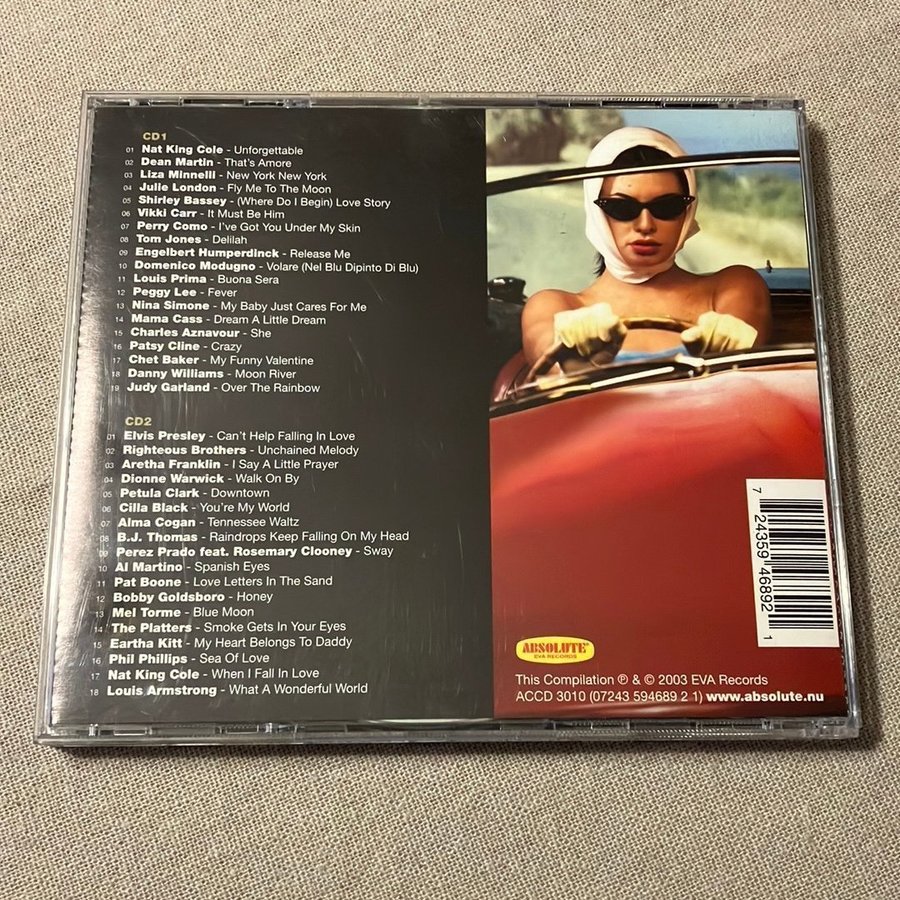 CD1
01 Nat King Cole - Unforgettable
02 Dean Martin - That's Amore
03 Liza Minnelli - New York New York
04 Julie London - Fly Me To The Moon
05 Shirley Bassey - (Where Do I Begin) Love Story
06 Vikki Carr - It Must Be Him
07 Perry Como - I've Got You Under My Skin
08 Tom Jones - Delilah
09 Engelbert Humperdinck - Release Me
10 Domenico Modugno - Volare (Nel Blu Dipinto Di Blu)
11 Louis Prima - Buona Sera
12 Peggy Lee - Fever
13 Nina Simone - My Baby Just Cares For Me
14 Mama Cass - Dream A Little Dream
15 Charles Aznavour - She
16 Patsy Cline - Crazy
17 Chet Baker - My Funny Valentine
18 Danny Williams - Moon River
19 Judy Garland - Over The Rainbow
CD2
01 Elvis Presley - Can't Help Falling In Love
02 Righteous Brothers - Unchained Melody
03 Aretha Franklin - I Say A Little Prayer
04 Dionne Warwick - Walk On By
05 Petula Clark - Downtown
06 Cilla Black - You're My World
07 Alma Cogan - Tennessee Waltz
08 B.J. Thomas - Raindrops Keep Falling On My Head
09 Perez Prado feat. Rosemary Clooney - Sway
10 Al Martino - Spanish Eyes
11 Pat Boone - Love Letters In The Sand
12 Bobby Goldsboro - Honey
13 Mel Torme - Blue Moon
14 The Platters - Smoke Gets In Your Eyes
15 Eartha Kitt - My Heart Belongs To Daddy
16 Phil Phillips - Sea Of Love
17 Nat King Cole - When I Fall In Love
18 Louis Armstrong - What A Wonderful World
7 24359 46892 1
ABSOLUTE
EVA RECORDS
This Compilation ℗ & © 2003 EVA Records
ACCD 3010 (07243 594689 2 1) www.absolute.nu